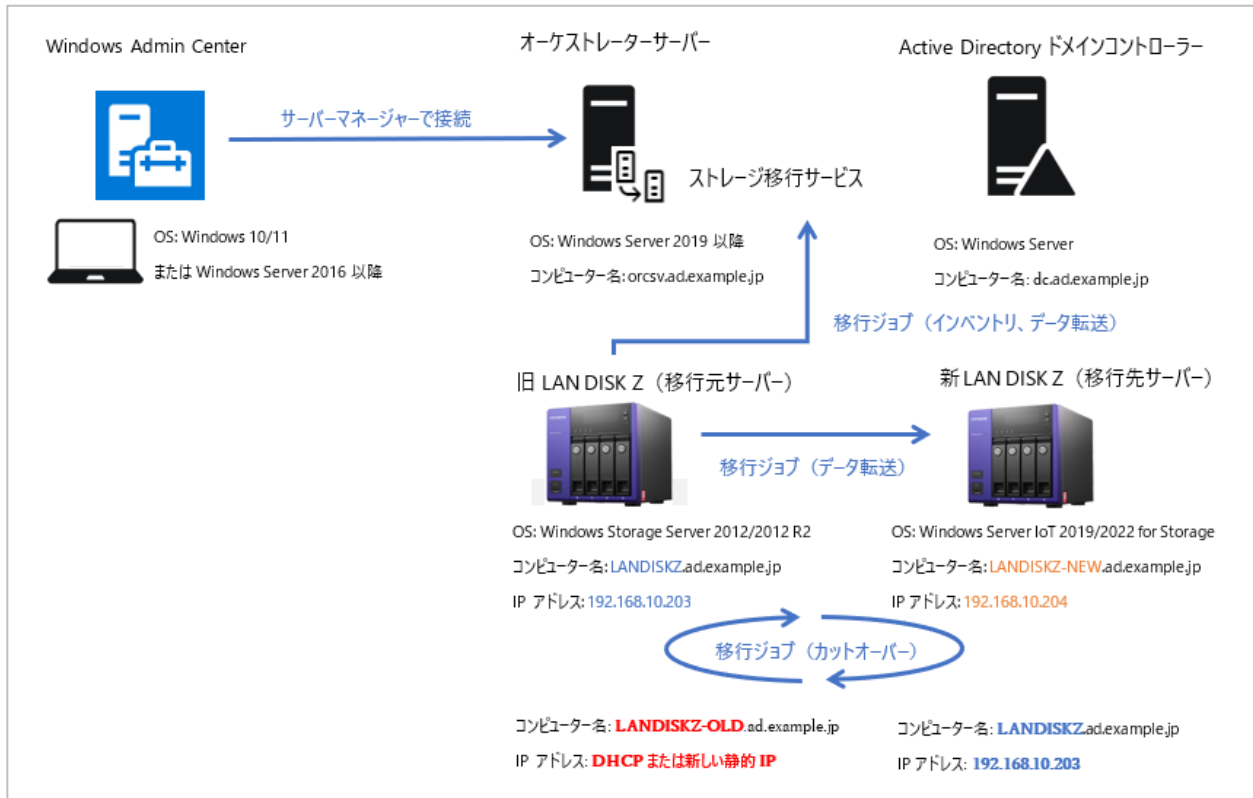 Windows Admin Center
オーケストレーターサーバー
Active Directory ドメインコントローラー
サーバーマネージャーで接続
ストレージ移行サービス
OS: Windows 10/11
または Windows Server 2016 以降
OS: Windows Server 2019 以降
コンピューター名: orcsv.ad.example.jp
OS: Windows Server
コンピューター名: dc.ad.example.jp
移行ジョブ（インベントリ、データ転送）
旧 LAN DISK Z（移行元サーバー）
新 LAN DISK Z（移行先サーバー）
移行ジョブ（データ転送）
OS: Windows Storage Server 2012/2012 R2
コンピューター名: LANDISKZ.ad.example.jp
IP アドレス: 192.168.10.203
OS: Windows Server IoT 2019/2022 for Storage
コンピューター名: LANDISKZ-NEW.ad.example.jp
IP アドレス: 192.168.10.204
移行ジョブ（カットオーバー）
コンピューター名: LANDISKZ-OLD.ad.example.jp
IP アドレス: DHCP または新しい静的 IP
コンピューター名: LANDISKZ.ad.example.jp
IP アドレス: 192.168.10.203